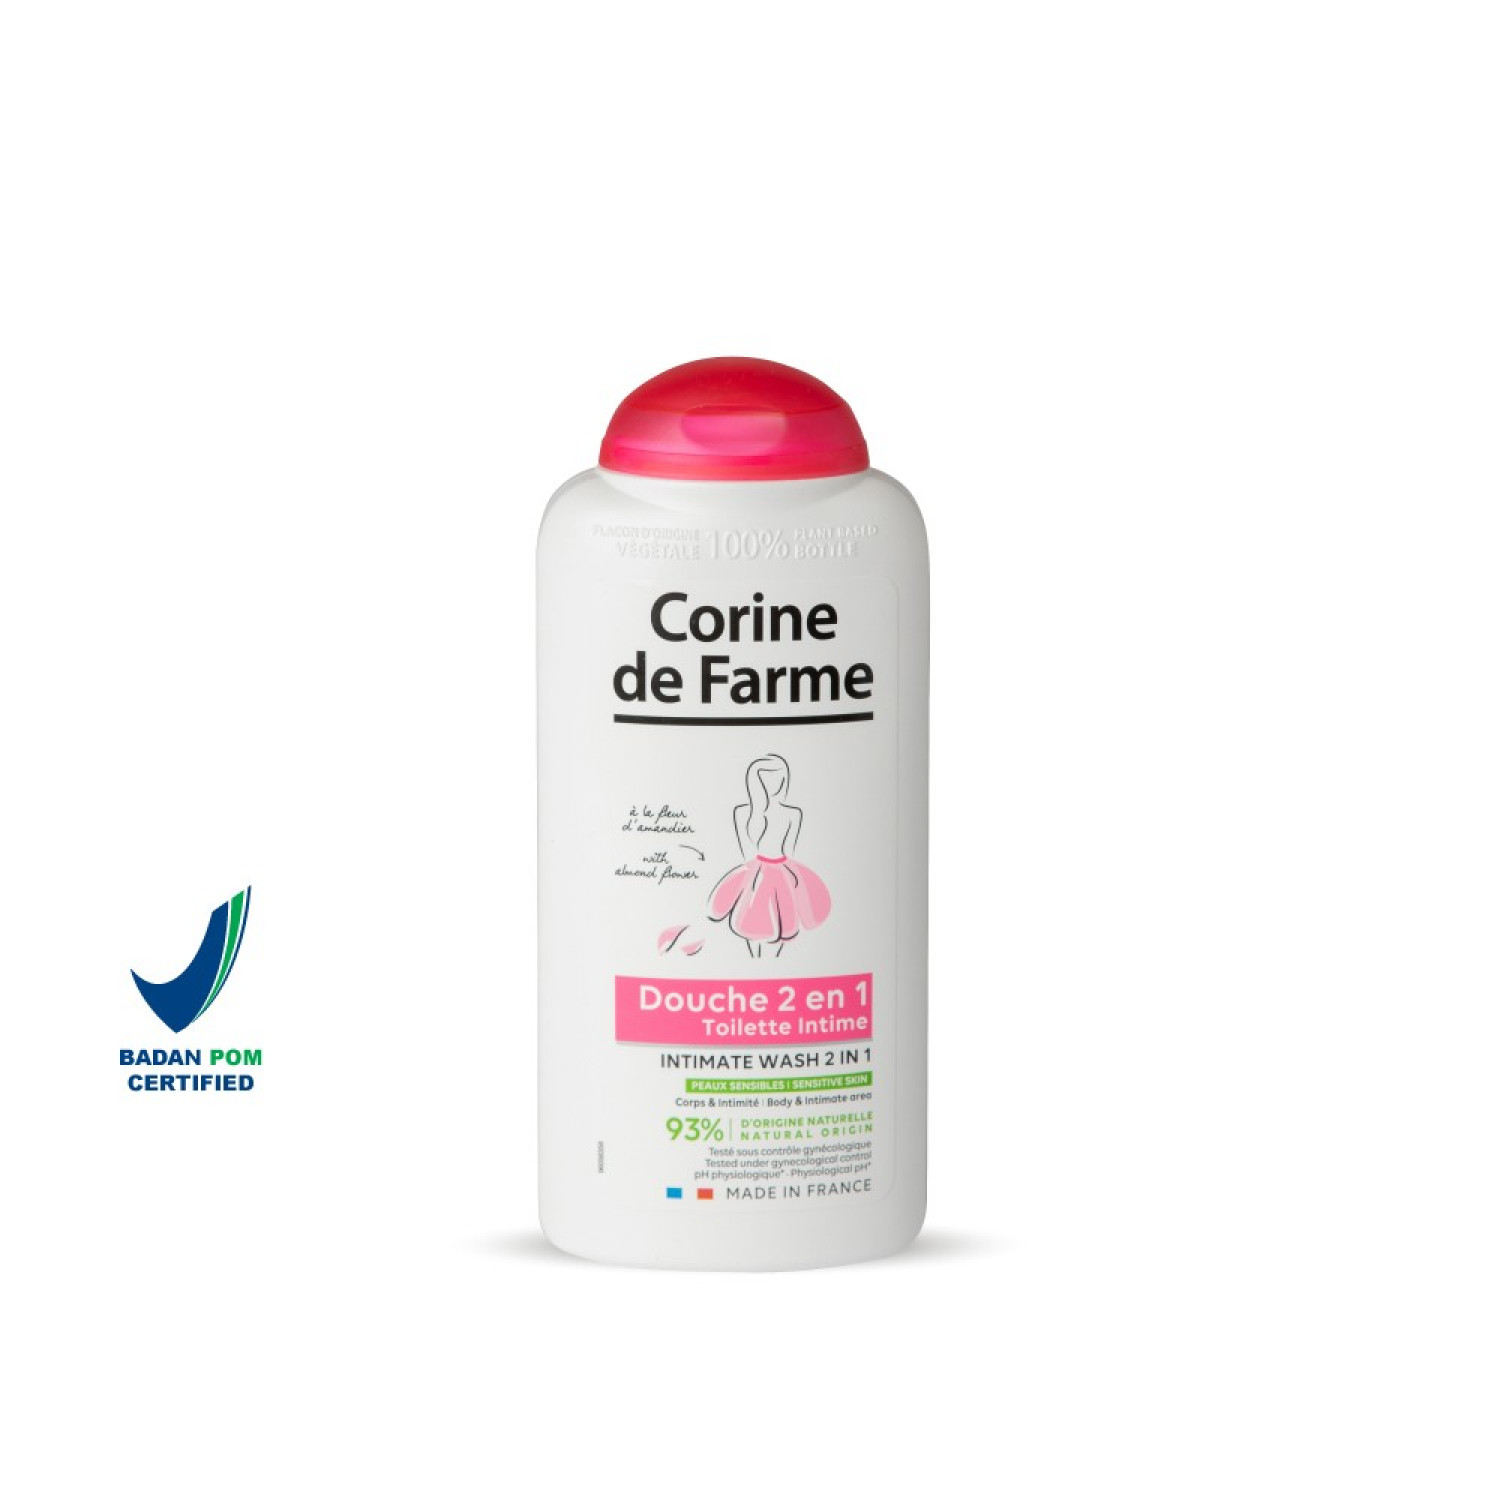 FLACON D'ORIGINE
VÉGÉTALE
100%
PLANT BASED
BOTTLE
Corine
de Farme
à la fleur
d'amandier
with
almond flower
Douche 2 en 1
Toilette Intime
INTIMATE WASH 2 IN 1
PEAUX SENSIBLES | SENSITIVE SKIN
Corps & Intimité | Body & Intimate area
93%
D'ORIGINE NATURELLE
NATURAL ORIGIN
Testé sous contrôle gynécologique
Tested under gynecological control
pH physiologique* · Physiological pH*
MADE IN FRANCE
BADAN POM
CERTIFIED